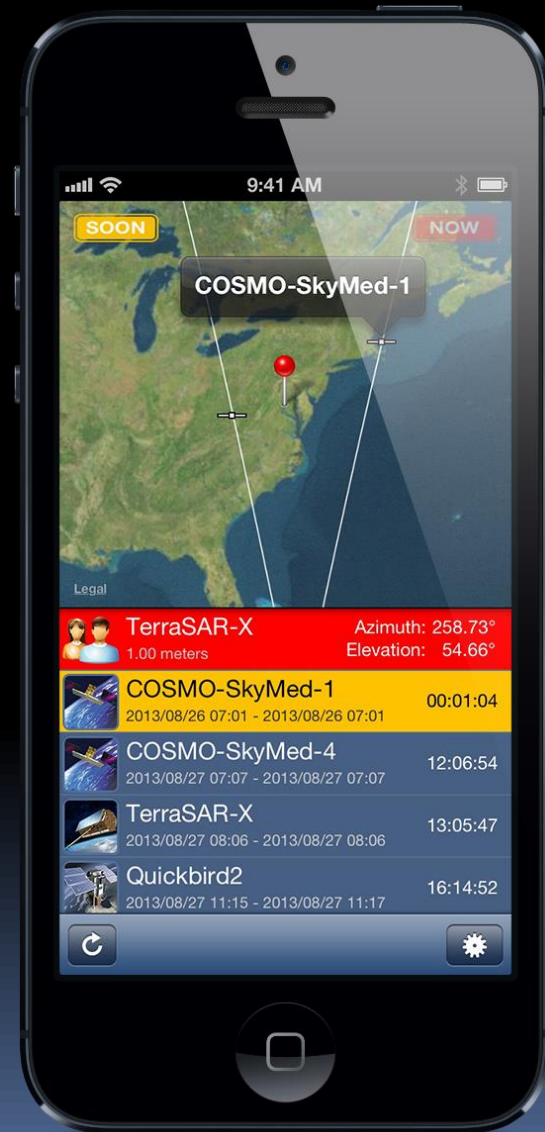 9:41 AM
SOON
NOW
COSMO-SkyMed-1
Legal
TerraSAR-X
1.00 meters
Azimuth: 258.73°
Elevation: 54.66°
COSMO-SkyMed-1
2013/08/26 07:01 - 2013/08/26 07:01
00:01:04
COSMO-SkyMed-4
2013/08/27 07:07 - 2013/08/27 07:07
12:06:54
TerraSAR-X
2013/08/27 08:06 - 2013/08/27 08:06
13:05:47
Quickbird2
2013/08/27 11:15 - 2013/08/27 11:17
16:14:52